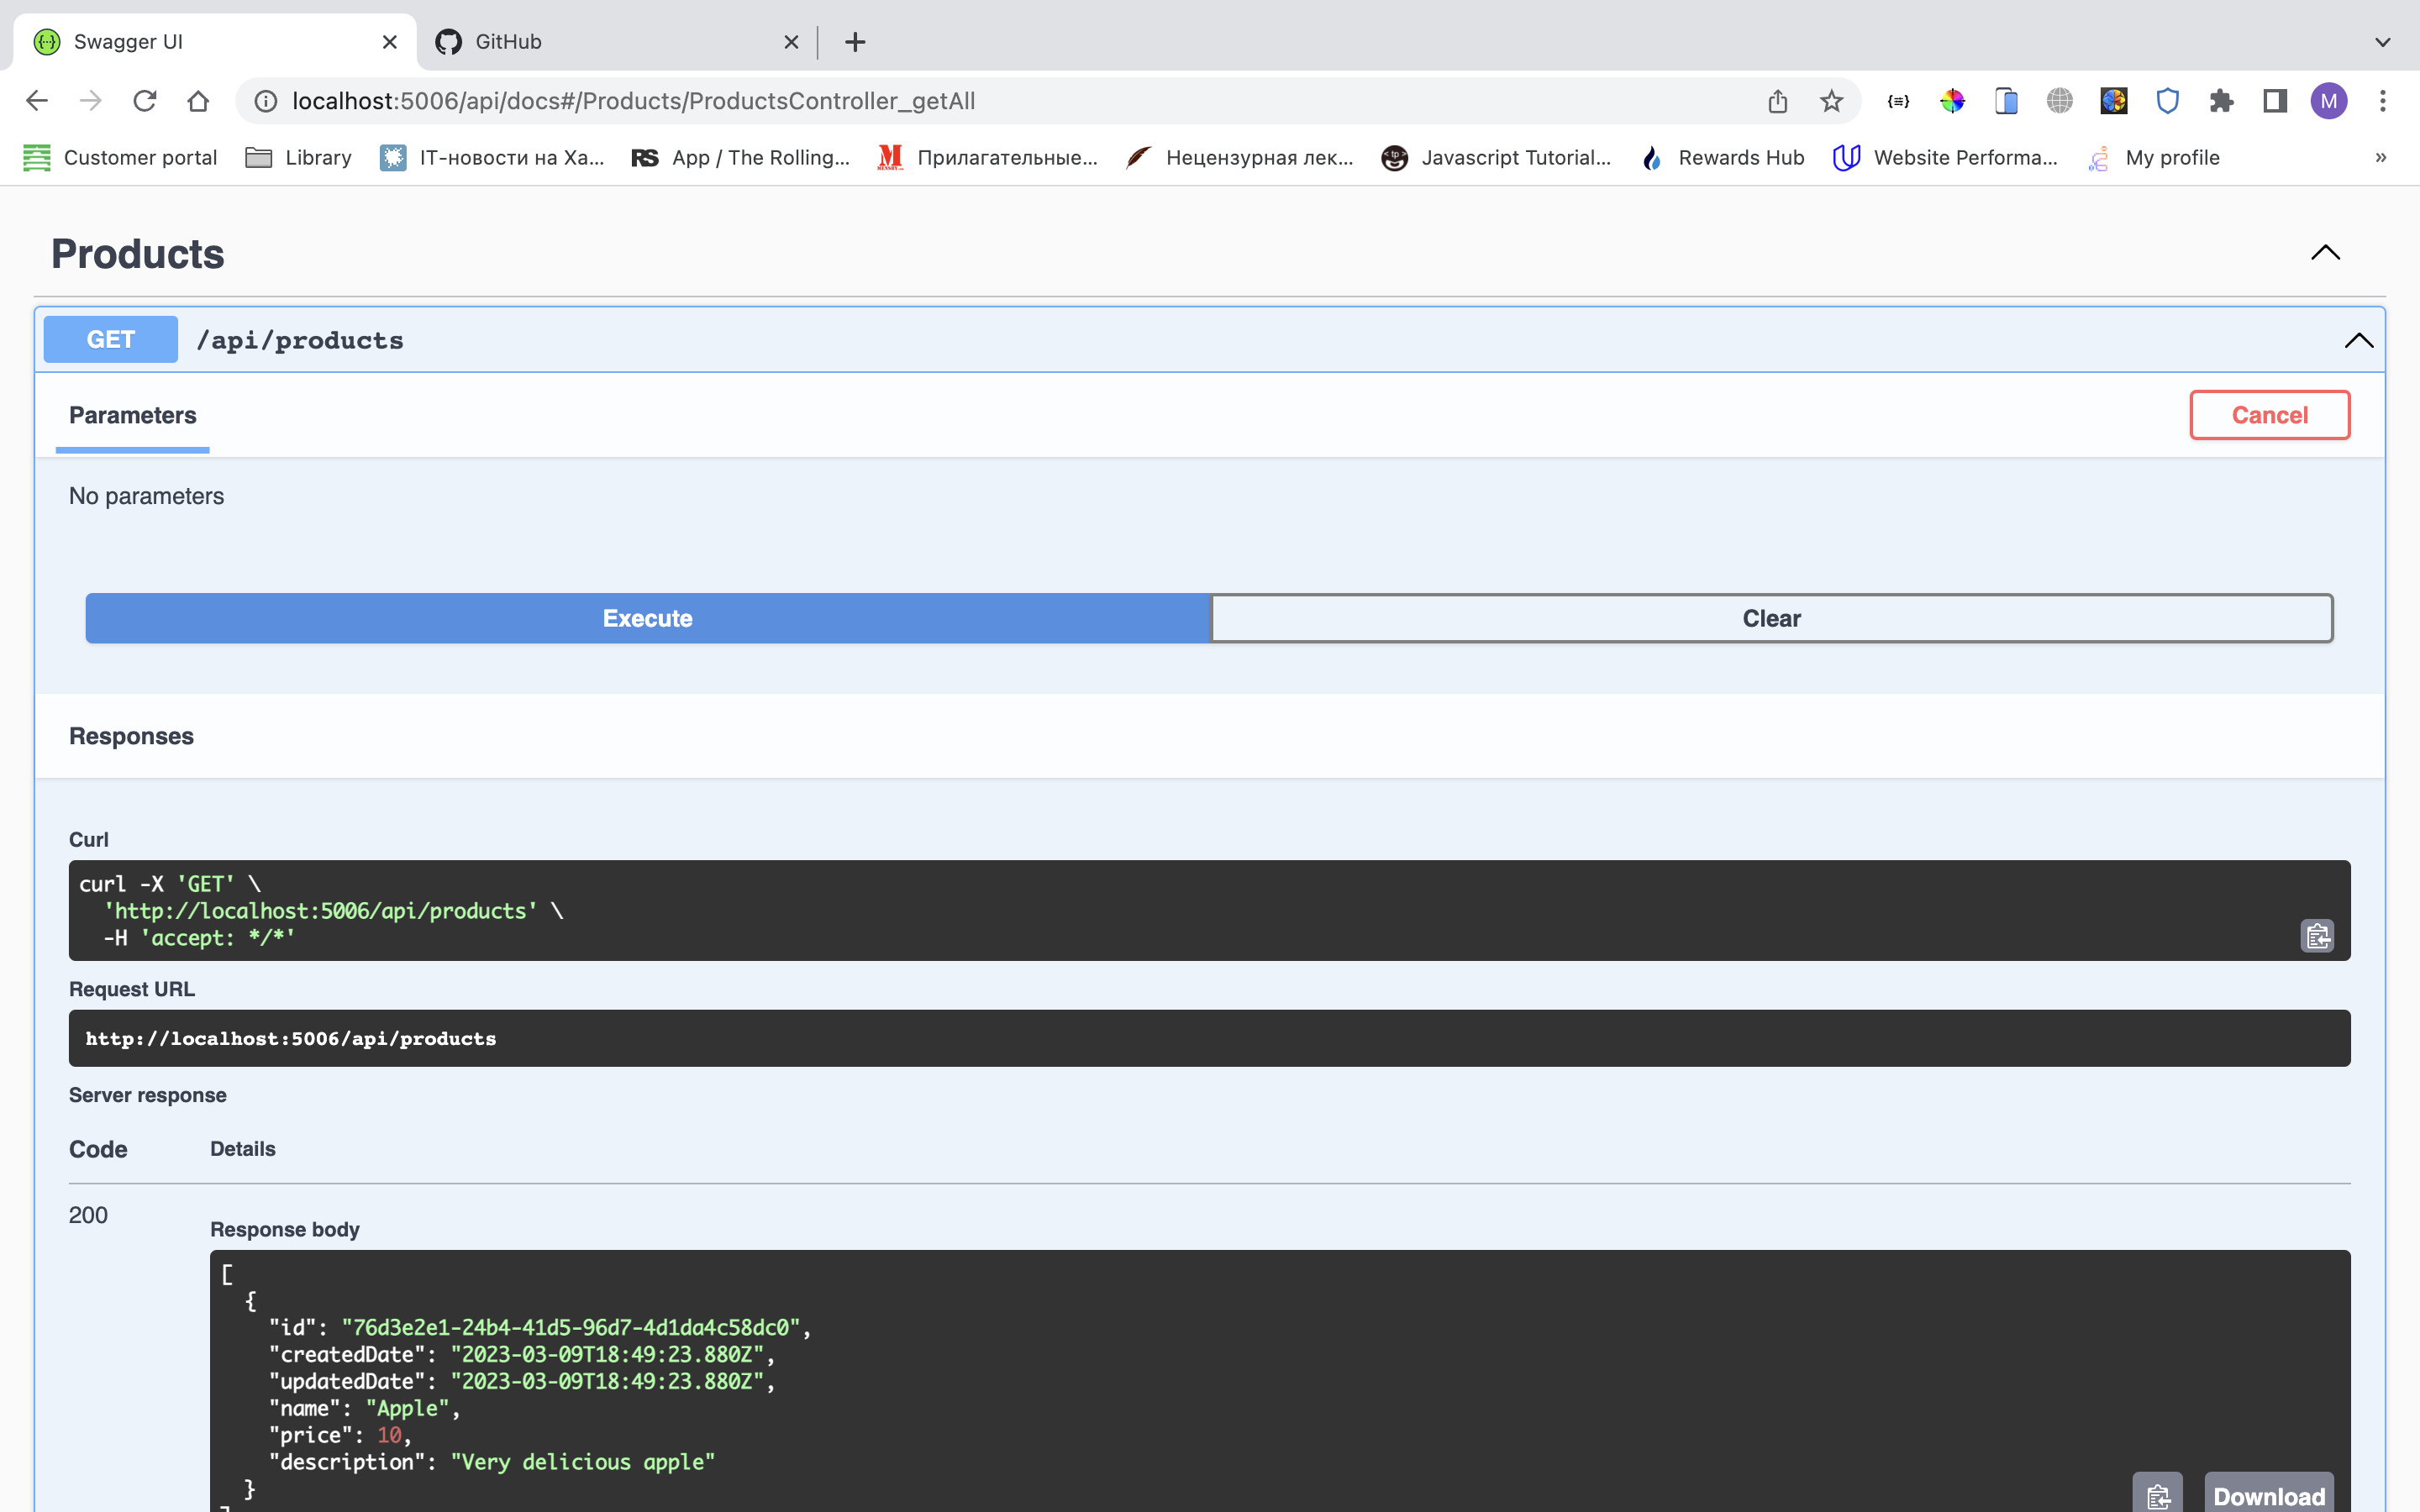 Swagger UI
GitHub
localhost:5006/api/docs#/Products/ProductsController_getAll
M
Customer portal
Library
IT-новости на Ха...
RS App / The Rolling...
Прилагательные...
Нецензурная лек...
Javascript Tutorial...
Rewards Hub
Website Performa...
My profile
»
Products
GET /api/products
Parameters
Cancel
No parameters
Execute
Clear
Responses
Curl
curl -X 'GET' \
'http://localhost:5006/api/products' \
-H 'accept: */*'
Request URL
http://localhost:5006/api/products
Server response
Code Details
200
Response body
[
{
"id": "76d3e2e1-24b4-41d5-96d7-4d1da4c58dc0",
"createdDate": "2023-03-09T18:49:23.880Z",
"updatedDate": "2023-03-09T18:49:23.880Z",
"name": "Apple",
"price": 10,
"description": "Very delicious apple"
}
Download